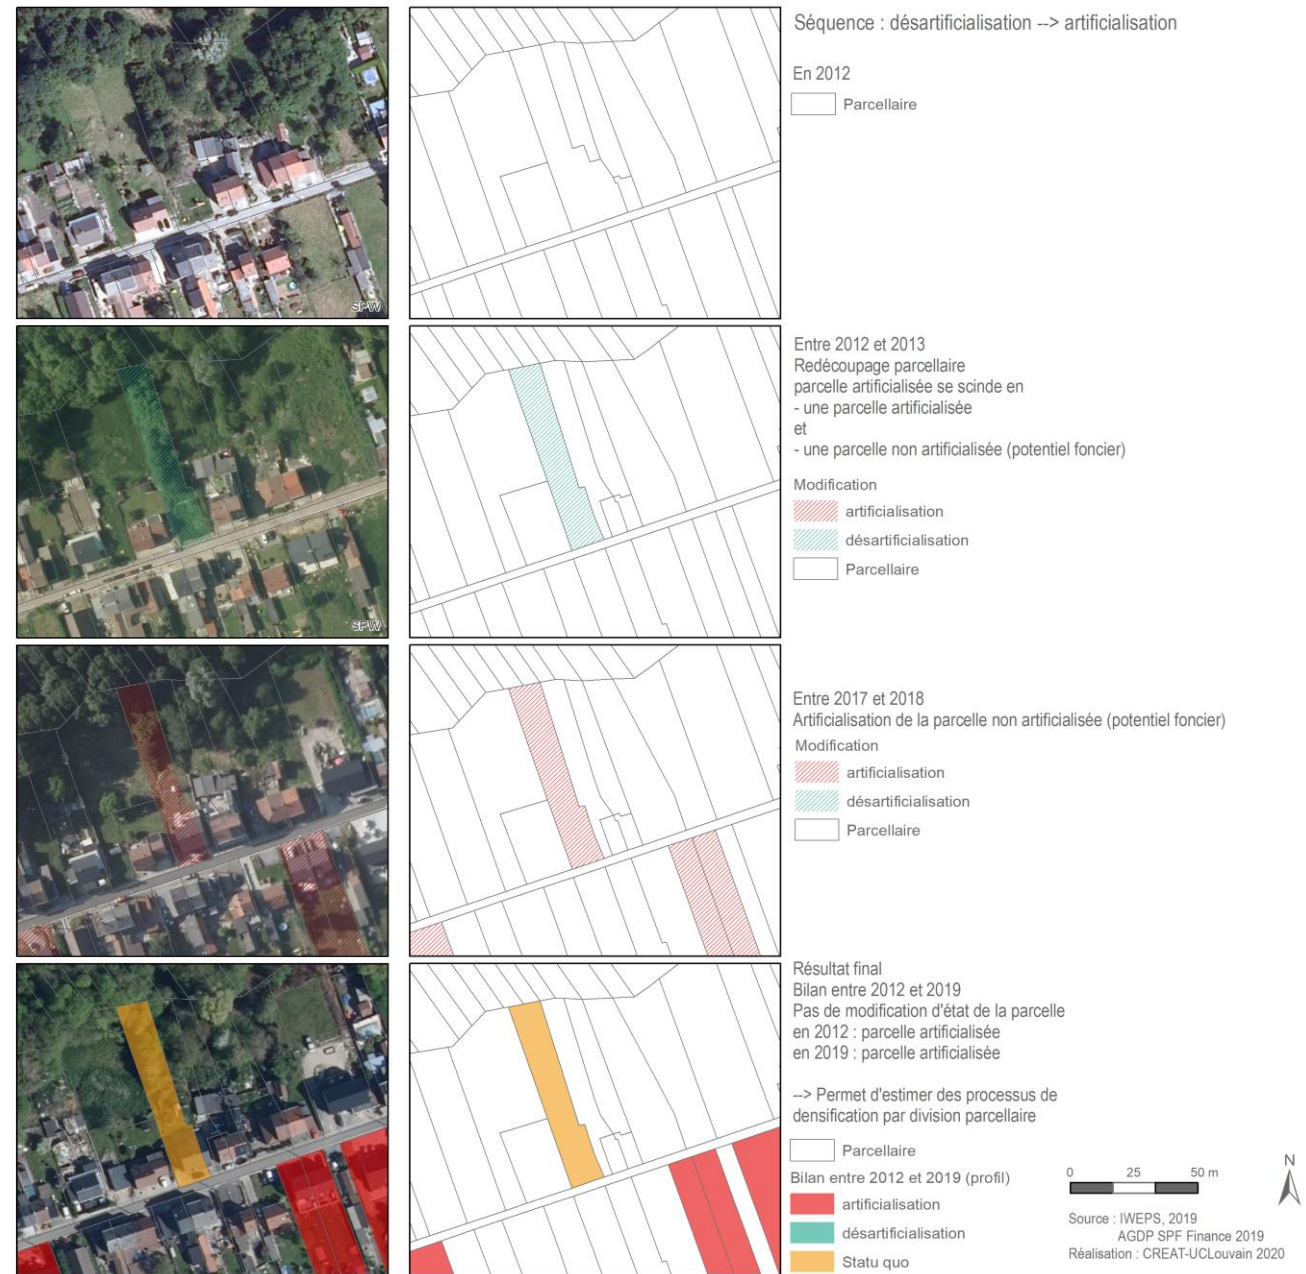 Séquence : désartificialisation --> artificialisation
En 2012
Parcellaire
SPW
Entre 2012 et 2013
Redécoupage parcellaire
parcelle artificialisée se scinde en
- une parcelle artificialisée
et
- une parcelle non artificialisée (potentiel foncier)
Modification
artificialisation
désartificialisation
Parcellaire
SPW
Entre 2017 et 2018
Artificialisation de la parcelle non artificialisée (potentiel foncier)
Modification
artificialisation
désartificialisation
Parcellaire
Résultat final
Bilan entre 2012 et 2019
Pas de modification d'état de la parcelle
en 2012 : parcelle artificialisée
en 2019 : parcelle artificialisée
--> Permet d'estimer des processus de
densification par division parcellaire
Parcellaire
Bilan entre 2012 et 2019 (profil)
artificialisation
désartificialisation
Statu quo
0 25 50 m
N
Source : IWEPS, 2019
AGDP SPF Finance 2019
Réalisation : CREAT-UCLouvain 2020